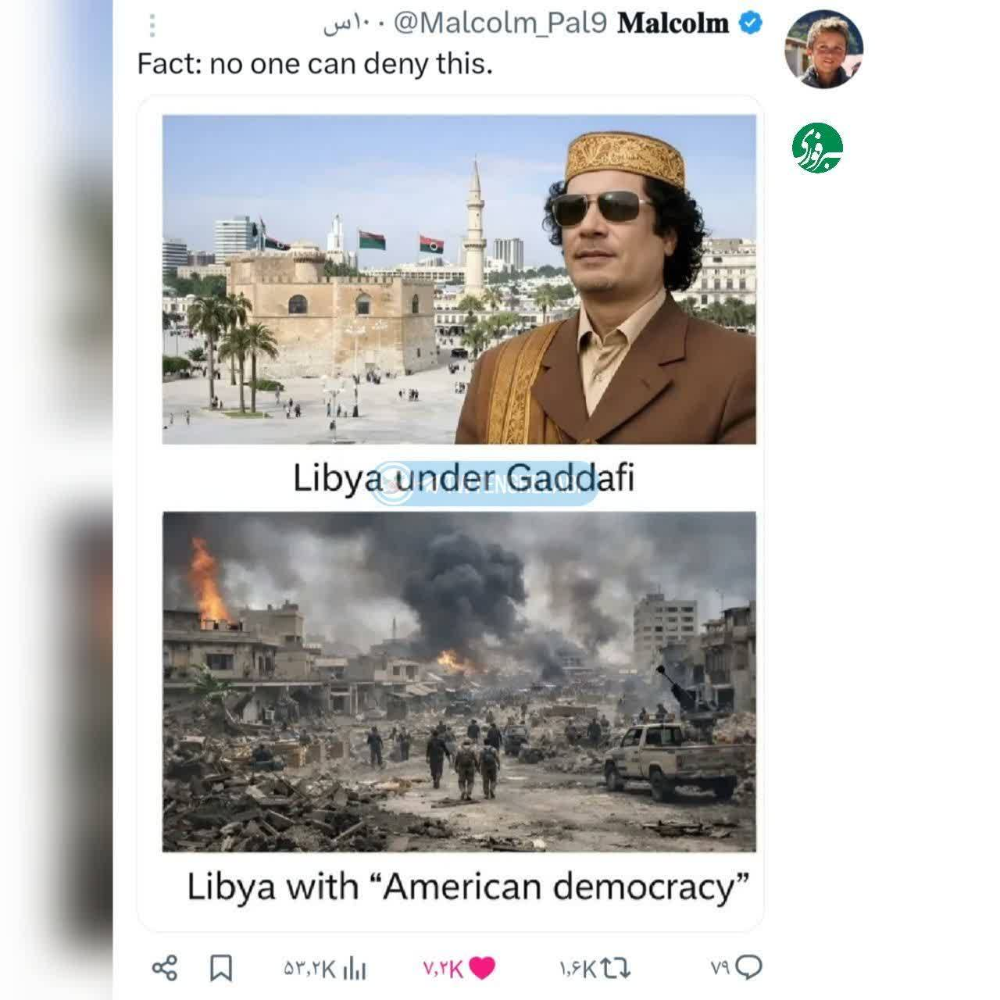 Malcolm @Malcolm_Pal9 · ۱۰س
Fact: no one can deny this.
Libya under Gaddafi
Libya with “American democracy”
۷۹ ۱,۶K ۷,۲K ۵۳,۲K